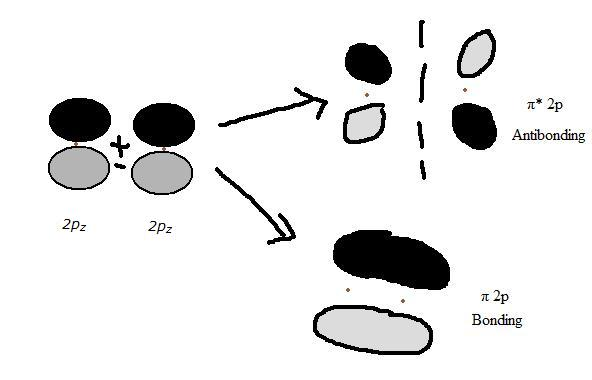 +
-
2pz
2pz
π* 2p
Antibonding
π 2p
Bonding